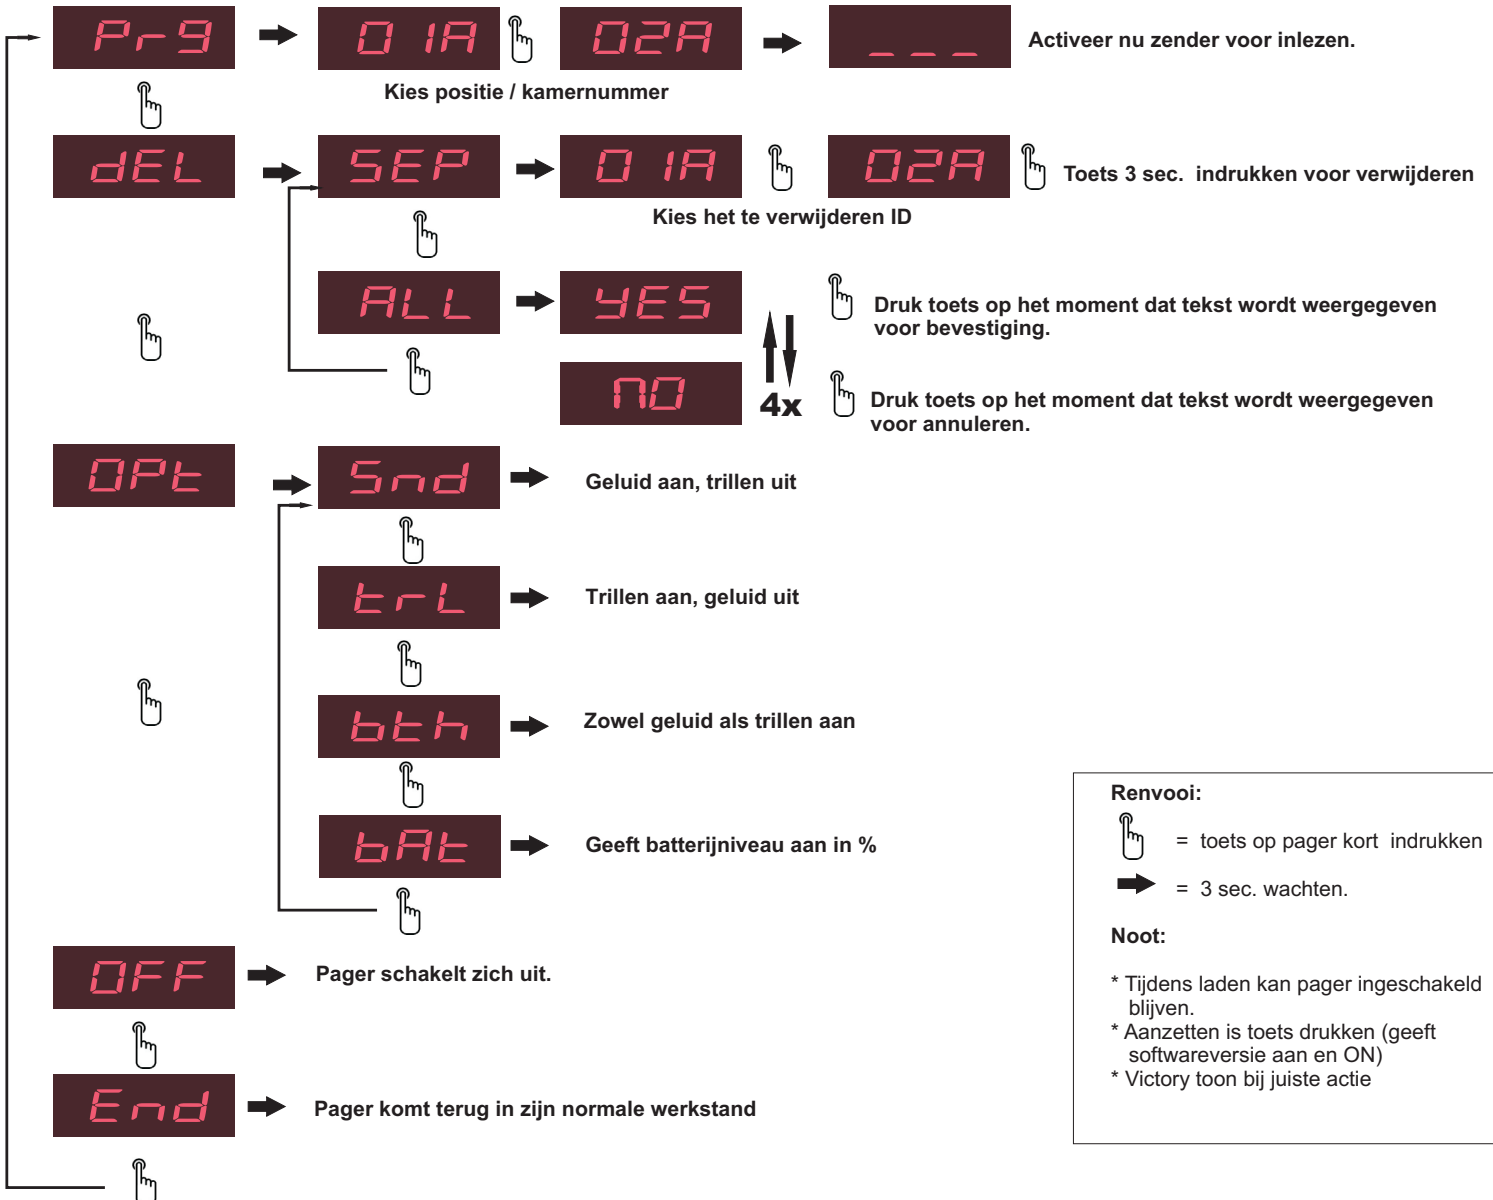 Prg
01A
02A
_ _ _
Activeer nu zender voor inlezen.
Kies positie / kamernummer
dEL
SEP
01A
02A
Toets 3 sec. indrukken voor verwijderen
Kies het te verwijderen ID
ALL
YES
Druk toets op het moment dat tekst wordt weergegeven
voor bevestiging.
nO
4x
Druk toets op het moment dat tekst wordt weergegeven
voor annuleren.
OPt
Snd
Geluid aan, trillen uit
trL
Trillen aan, geluid uit
bth
Zowel geluid als trillen aan
bAt
Geeft batterijniveau aan in %
OFF
Pager schakelt zich uit.
End
Pager komt terug in zijn normale werkstand
Renvooi:
= toets op pager kort indrukken
= 3 sec. wachten.
Noot:
* Tijdens laden kan pager ingeschakeld
blijven.
* Aanzetten is toets drukken (geeft
softwareversie aan en ON)
* Victory toon bij juiste actie